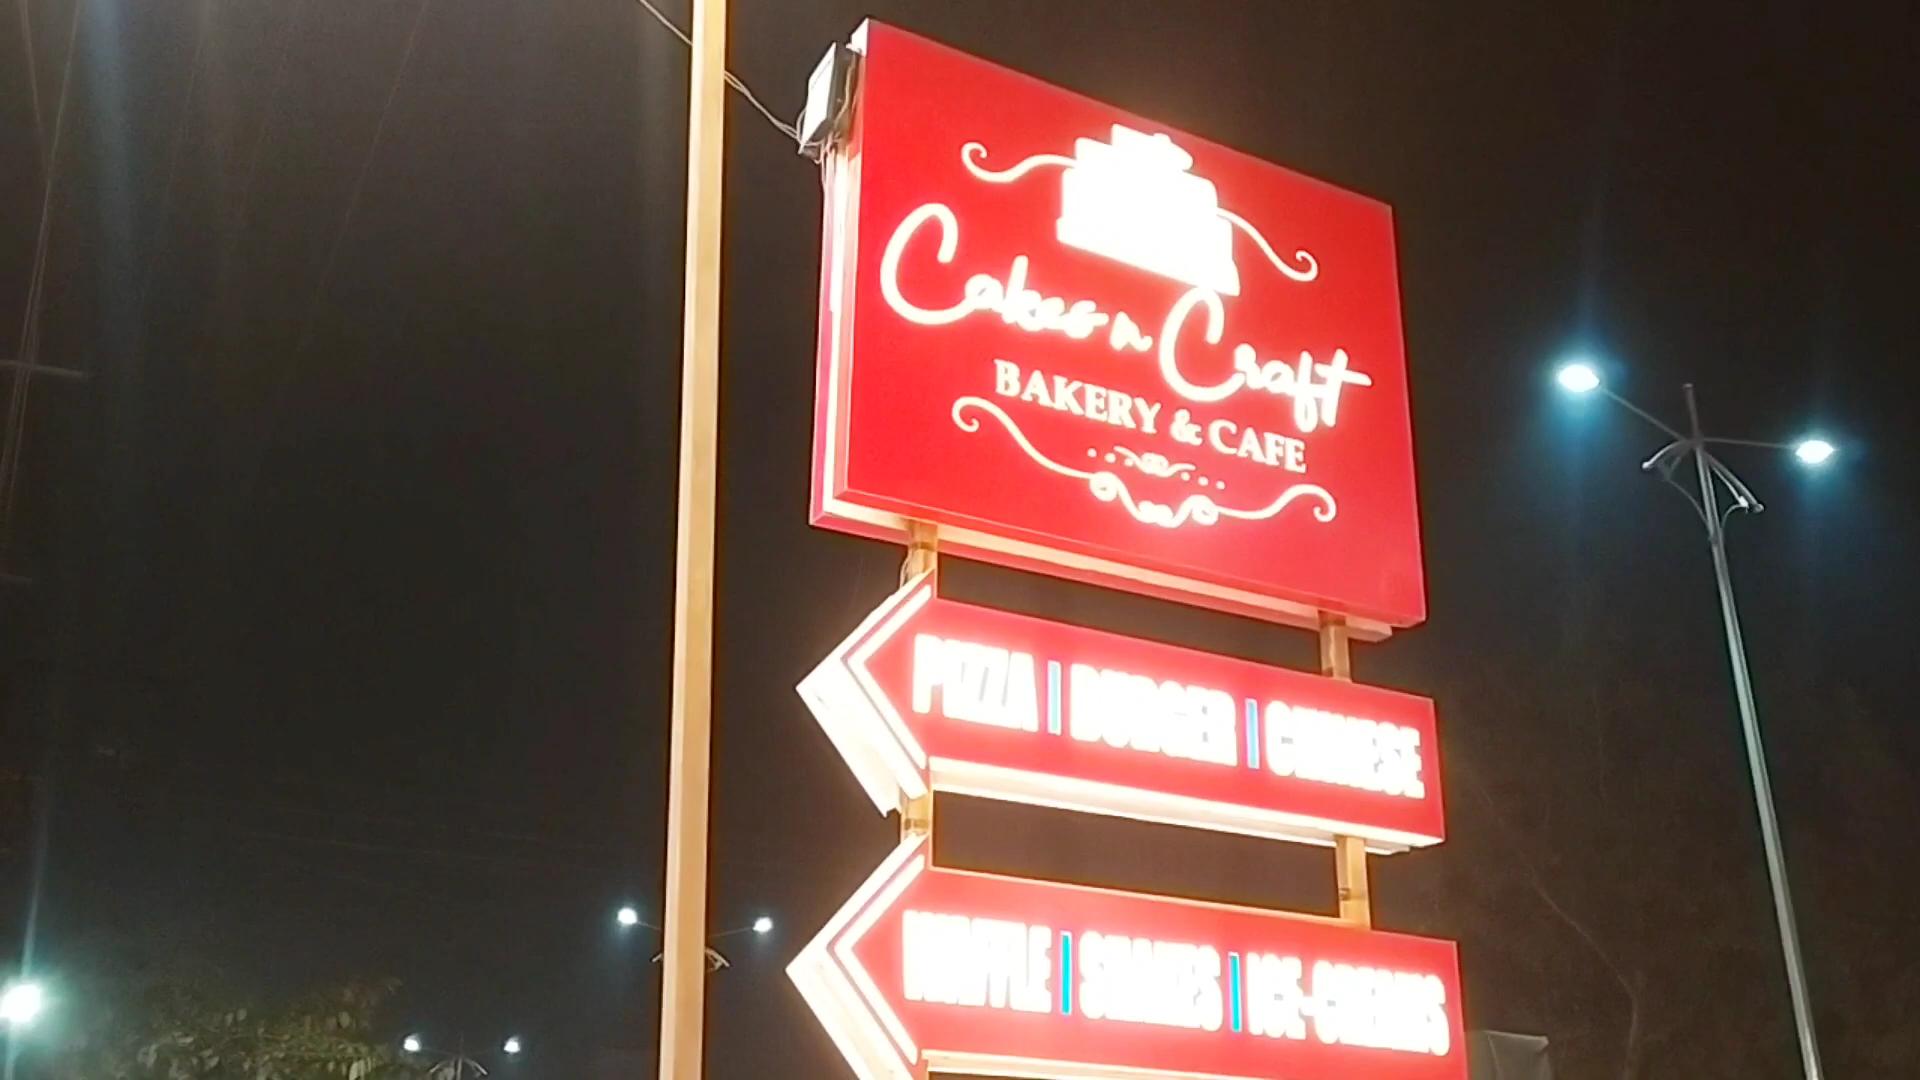 Cakes n Craft
BAKERY & CAFE
PIZZA | BURGER | CHINESE
WAFFLE | SHAKES | ICE-CREAMS